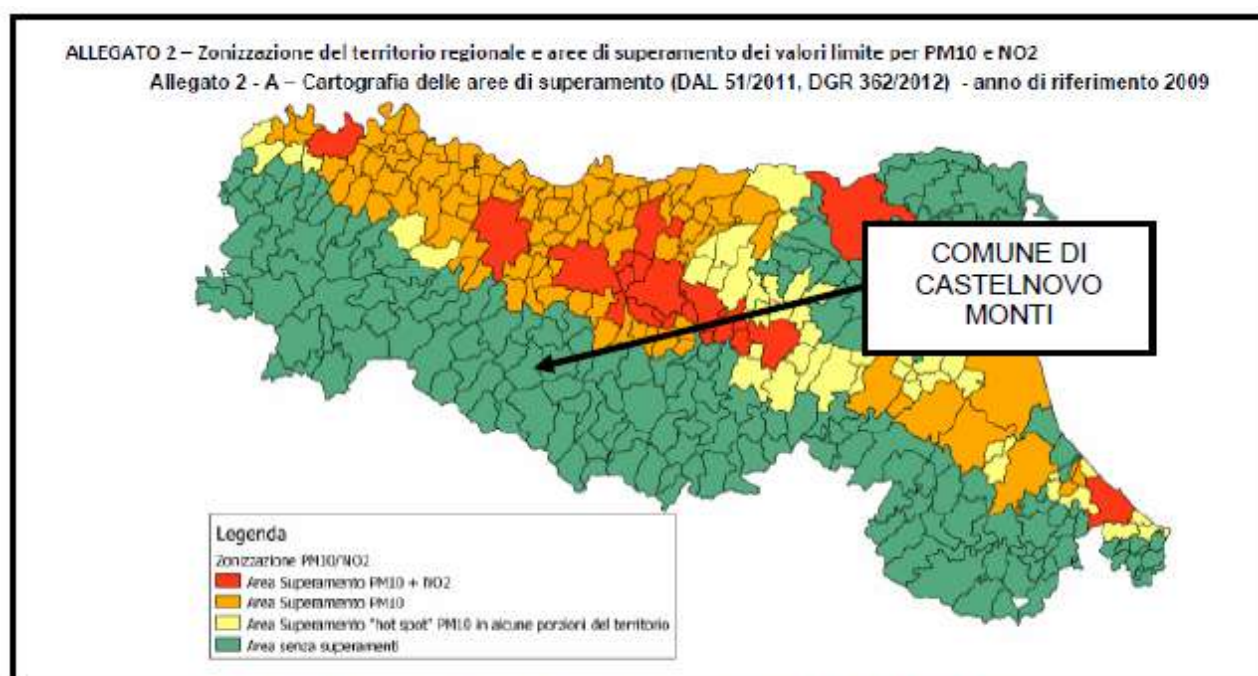 ALLEGATO 2 – Zonizzazione del territorio regionale e aree di superamento dei valori limite per PM10 e NO2
Allegato 2 - A – Cartografia delle aree di superamento (DAL 51/2011, DGR 362/2012) - anno di riferimento 2009
COMUNE DI
CASTELNOVO
MONTI
Legenda
Zonizzazione PM10/NO2
Area Superamento PM10 + NO2
Area Superamento PM10
Area Superamento "hot spot" PM10 in alcune porzioni del territorio
Area senza superamenti